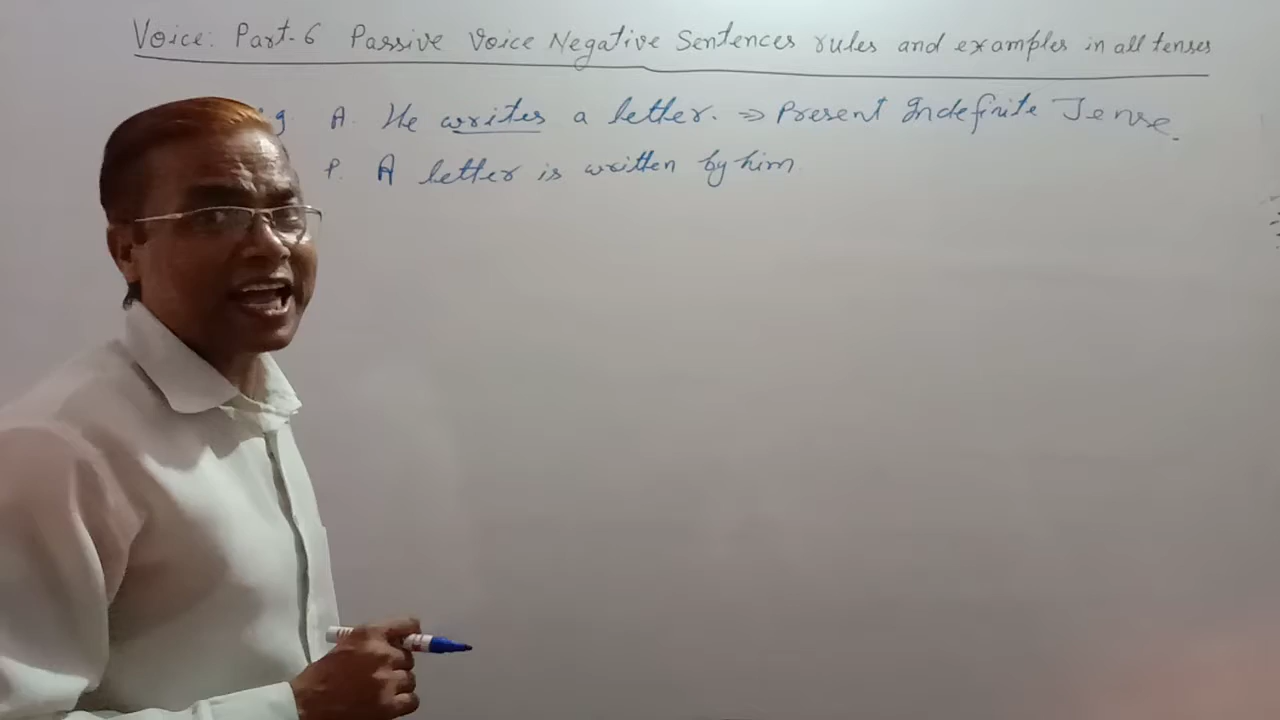 Voice: Part-6 Passive Voice Negative Sentences rules and examples in all tenses
A. He writes a letter. ⇒ Present Indefinite Tense.
P. A letter is written by him